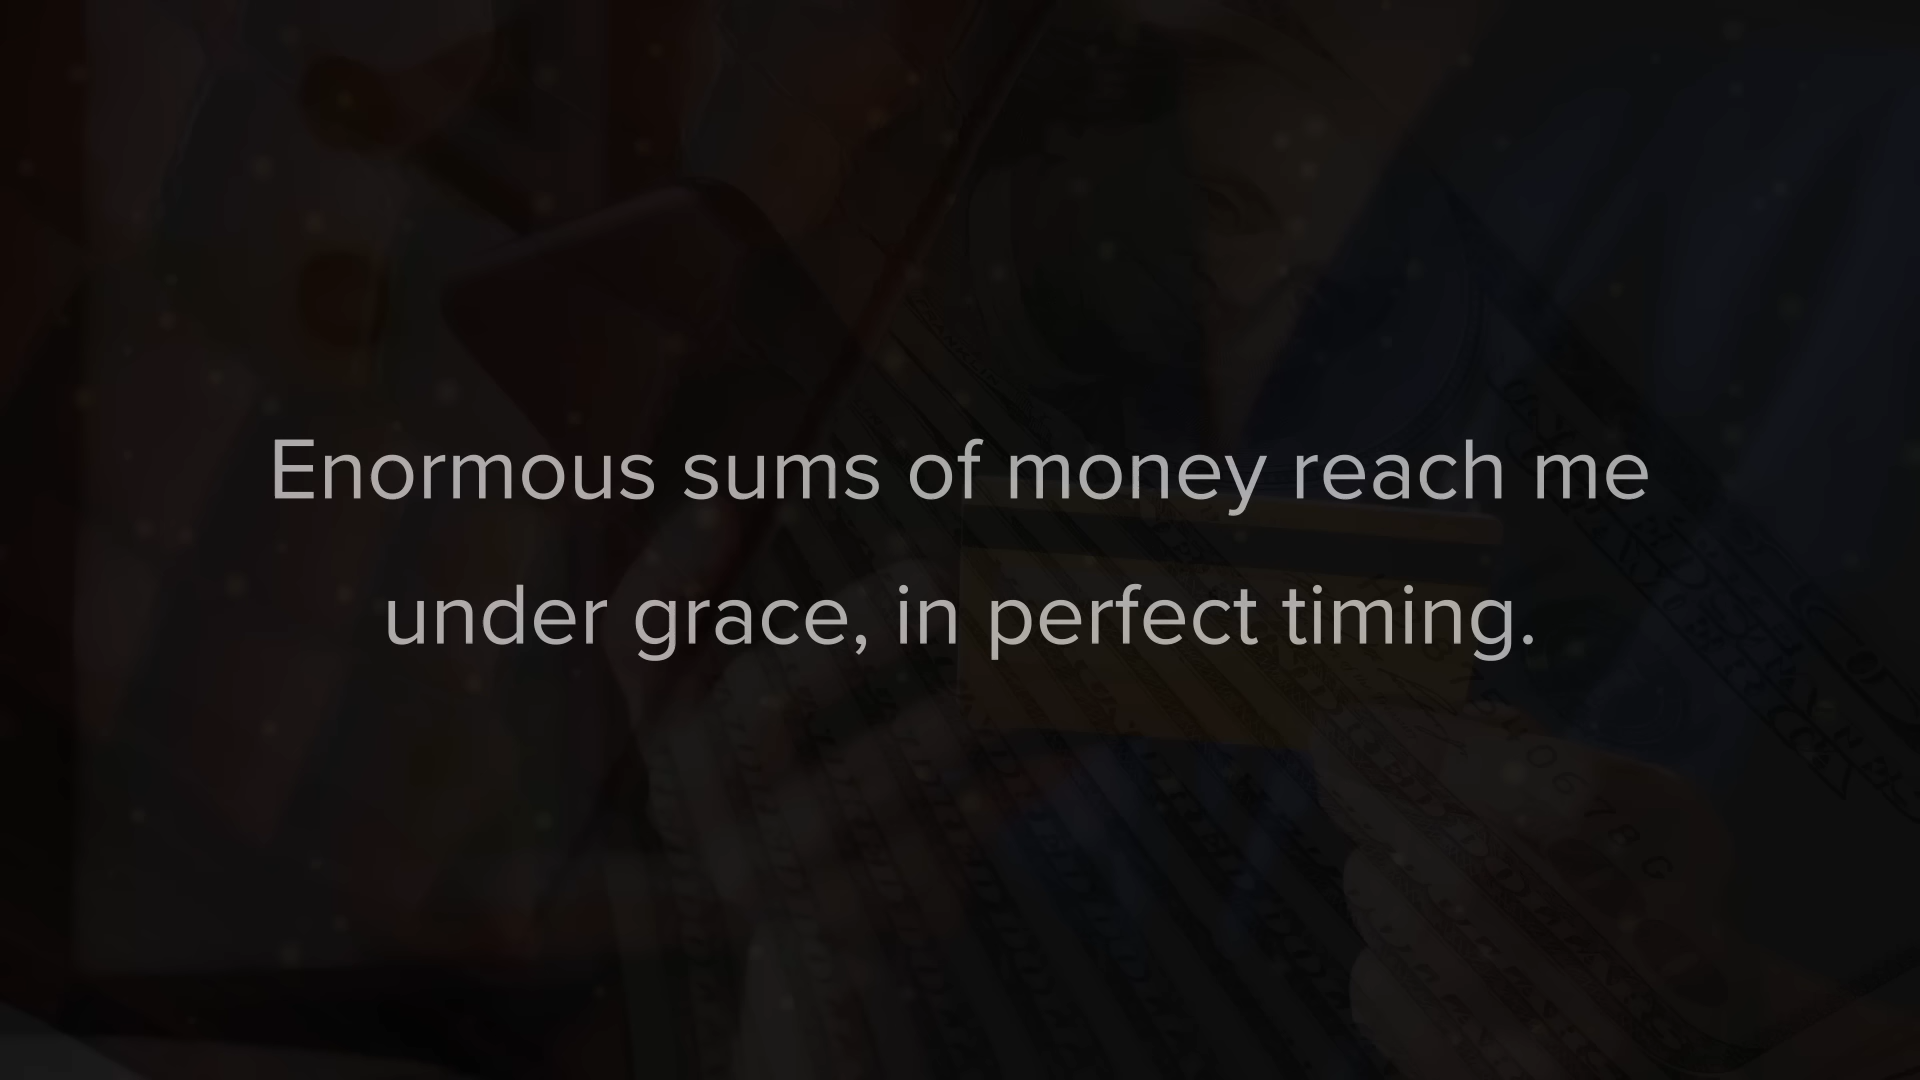 Enormous sums of money reach me
under grace, in perfect timing.